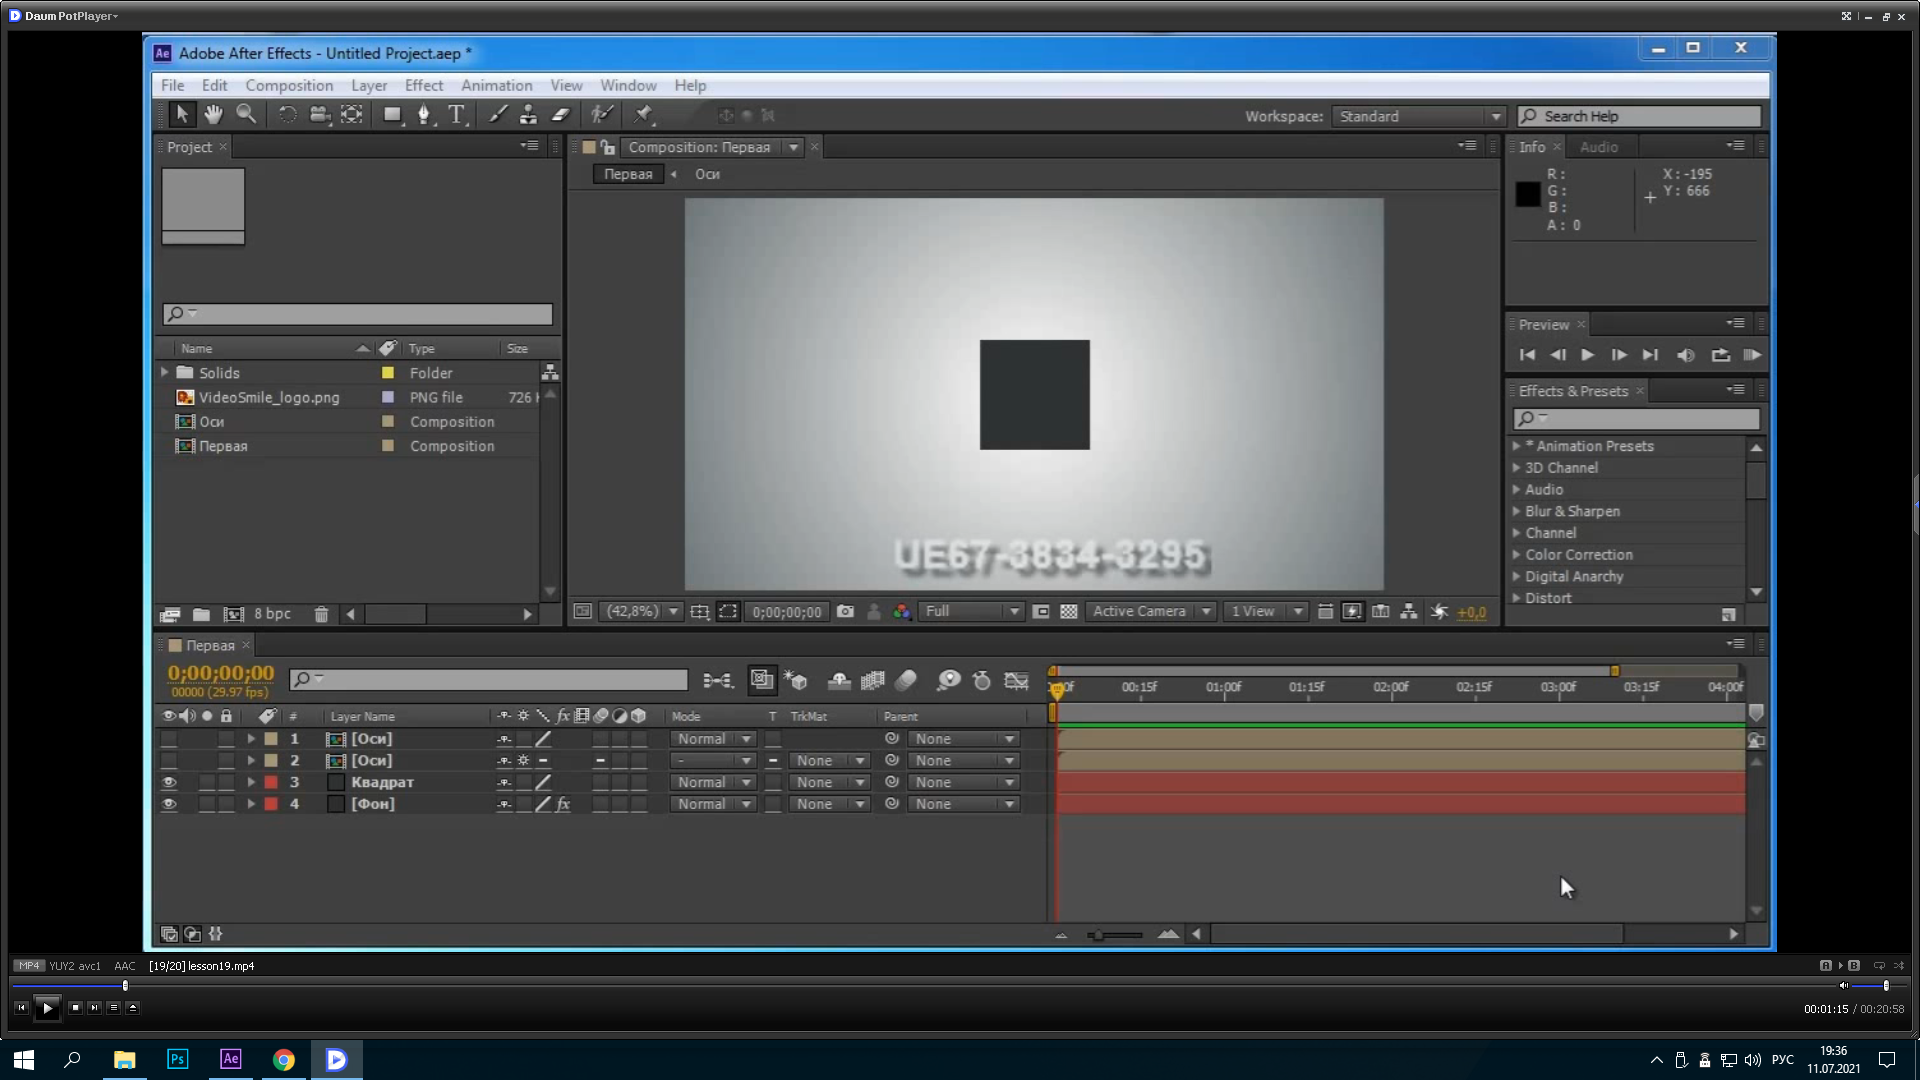 Daum PotPlayer
Ae Adobe After Effects - Untitled Project.aep *
File Edit Composition Layer Effect Animation View Window Help
Workspace: Standard Search Help
Project
Composition: Первая
Info Audio
Первая Оси
R :
G :
B :
A : 0
X : -195
Y : 666
Preview
Effects & Presets
Name Type Size
Solids Folder
VideoSmile_logo.png PNG file 726
Оси Composition
Первая Composition
* Animation Presets
3D Channel
Audio
Blur & Sharpen
Channel
Color Correction
Digital Anarchy
Distort
UE67-3834-3295
8 bpc
(42,8%) 0;00;00;00 Full Active Camera 1 View +0,0
Первая
0;00;00;00
00000 (29.97 fps)
00:15f 01:00f 01:15f 02:00f 02:15f 03:00f 03:15f 04:00f
# Layer Name fx Mode T TrkMat Parent
1 [Оси] Normal None
2 [Оси] - None None
3 Квадрат Normal None None
4 [Фон] fx Normal None None
MP4 YUY2 avc1 AAC [19/20] lesson19.mp4
A B
00:01:15 / 00:20:58
Ps Ae
РУС
19:36
11.07.2021